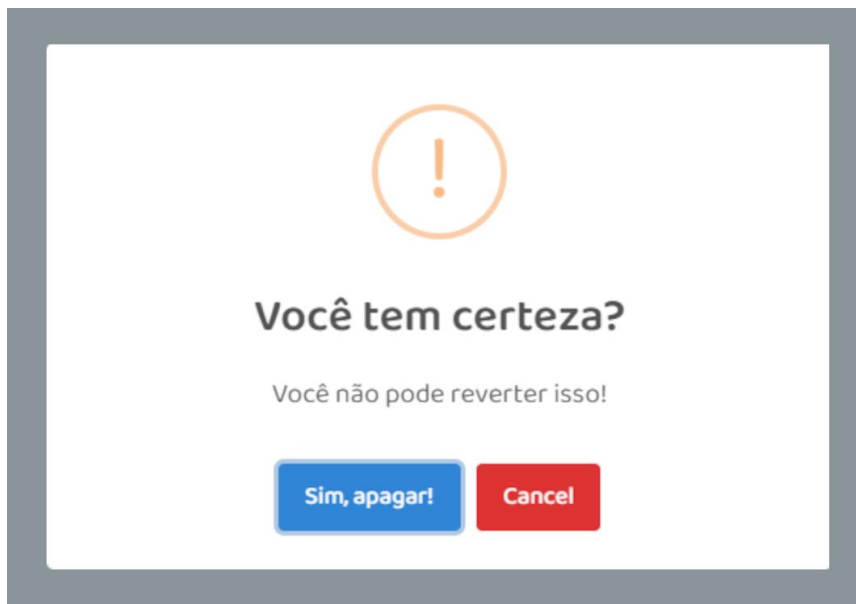 !
Você tem certeza?
Você não pode reverter isso!
Sim, apagar! Cancel